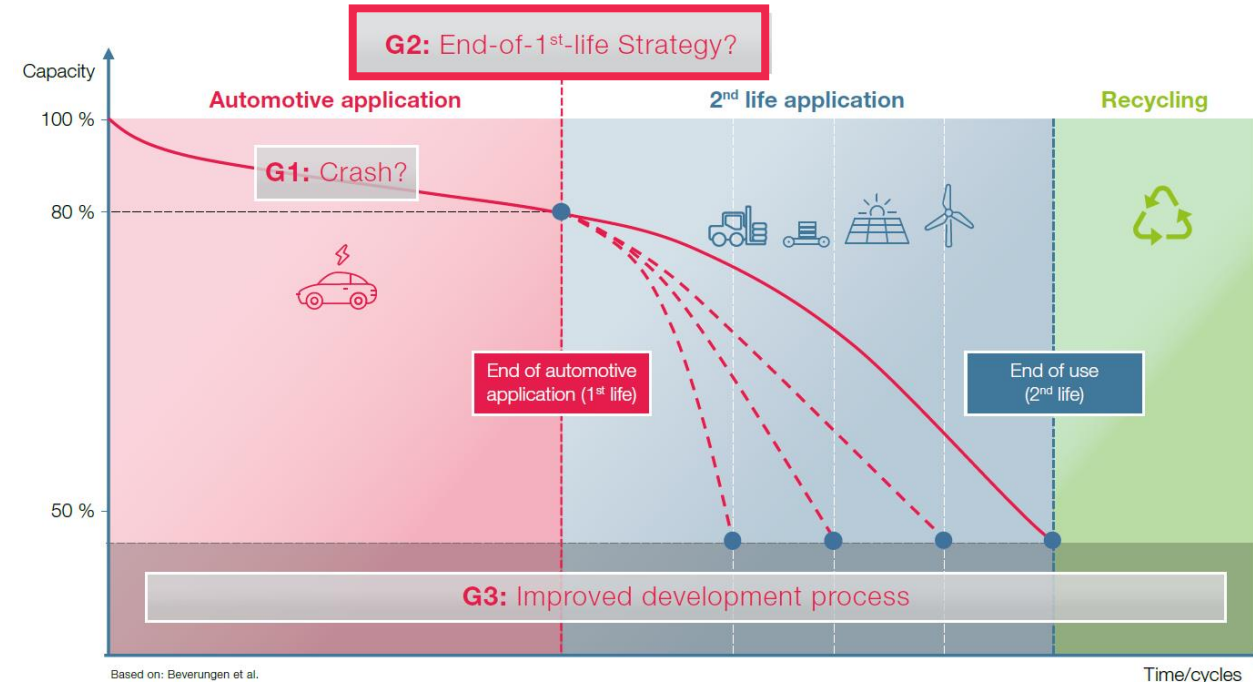 G2: End-of-1st-life Strategy?
Capacity
Automotive application
2nd life application
Recycling
100 %
G1: Crash?
80 %
End of automotive
application (1st life)
End of use
(2nd life)
50 %
G3: Improved development process
Based on: Beverungen et al.
Time/cycles